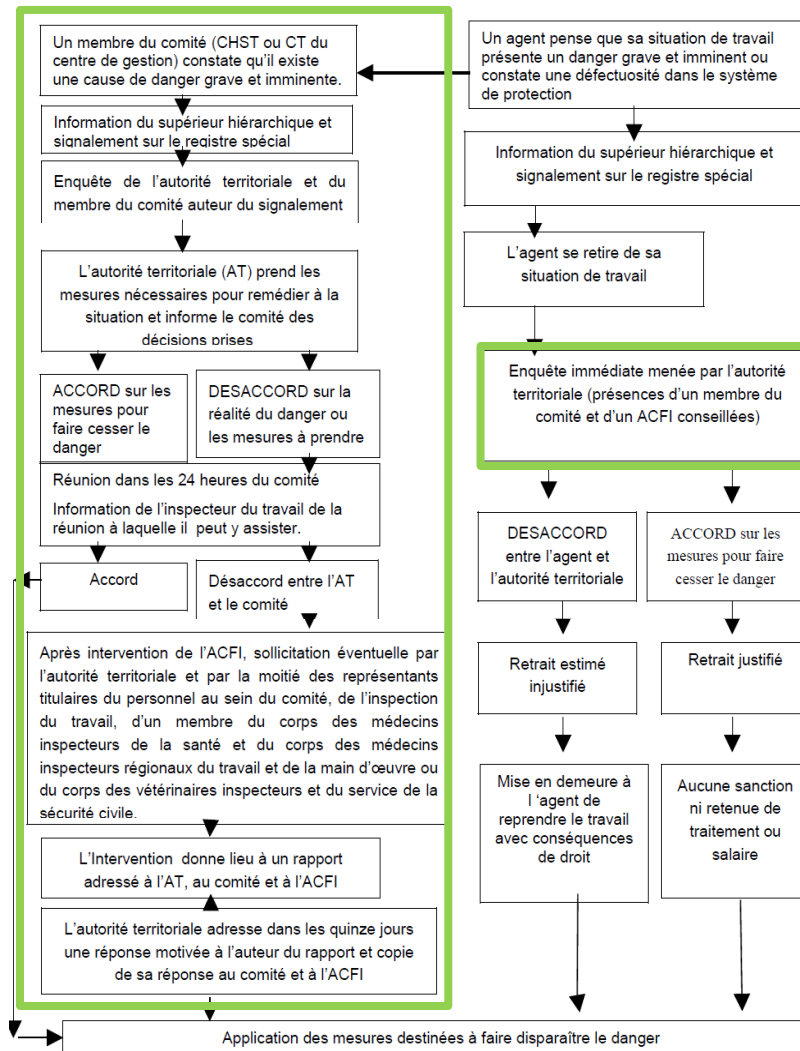 Un membre du comité (CHST ou CT du
centre de gestion) constate qu'il existe
une cause de danger grave et imminente.
Information du supérieur hiérarchique et
signalement sur le registre spécial
Enquête de l'autorité territoriale et du
membre du comité auteur du signalement
L'autorité territoriale (AT) prend les
mesures nécessaires pour remédier à la
situation et informe le comité des
décisions prises
ACCORD sur les
mesures pour
faire cesser le
danger
DESACCORD sur la
réalité du danger ou
les mesures à prendre
Réunion dans les 24 heures du comité
Information de l'inspecteur du travail de la
réunion à laquelle il peut y assister.
Accord
Désaccord entre l'AT
et le comité
Après intervention de l'ACFI, sollicitation éventuelle par
l'autorité territoriale et par la moitié des représentants
titulaires du personnel au sein du comité, de l'inspection
du travail, d'un membre du corps des médecins
inspecteurs de la santé et du corps des médecins
inspecteurs régionaux du travail et de la main d'œuvre ou
du corps des vétérinaires inspecteurs et du service de la
sécurité civile.
L'Intervention donne lieu à un rapport
adressé à l'AT, au comité et à l'ACFI
L'autorité territoriale adresse dans les quinze jours
une réponse motivée à l'auteur du rapport et copie
de sa réponse au comité et à l'ACFI
Un agent pense que sa situation de travail
présente un danger grave et imminent ou
constate une défectuosité dans le système
de protection
Information du supérieur hiérarchique et
signalement sur le registre spécial
L'agent se retire de sa
situation de travail
Enquête immédiate menée par l'autorité
territoriale (présences d'un membre du
comité et d'un ACFI conseillées)
DESACCORD
entre l'agent et
l'autorité territoriale
ACCORD sur les
mesures pour faire
cesser le danger
Retrait estimé
injustifié
Retrait justifié
Mise en demeure à
l 'agent de
reprendre le travail
avec conséquences
de droit
Aucune sanction
ni retenue de
traitement ou
salaire
Application des mesures destinées à faire disparaître le danger